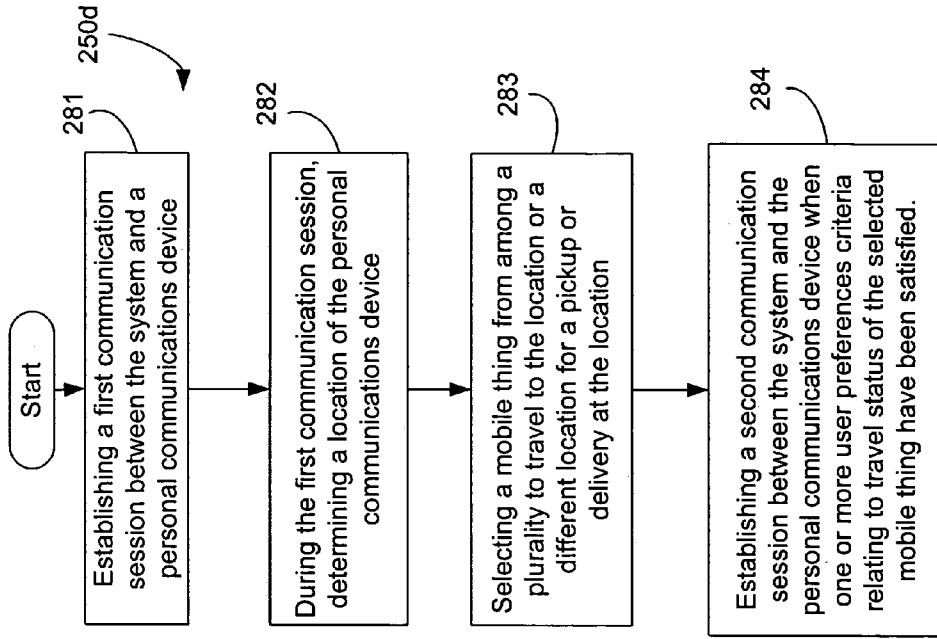 Start
250d
281
Establishing a first communication
session between the system and a
personal communications device
282
During the first communication session,
determining a location of the personal
communications device
283
Selecting a mobile thing from among a
plurality to travel to the location or a
different location for a pickup or
delivery at the location
284
Establishing a second communication
session between the system and the
personal communications device when
one or more user preferences criteria
relating to travel status of the selected
mobile thing have been satisfied.